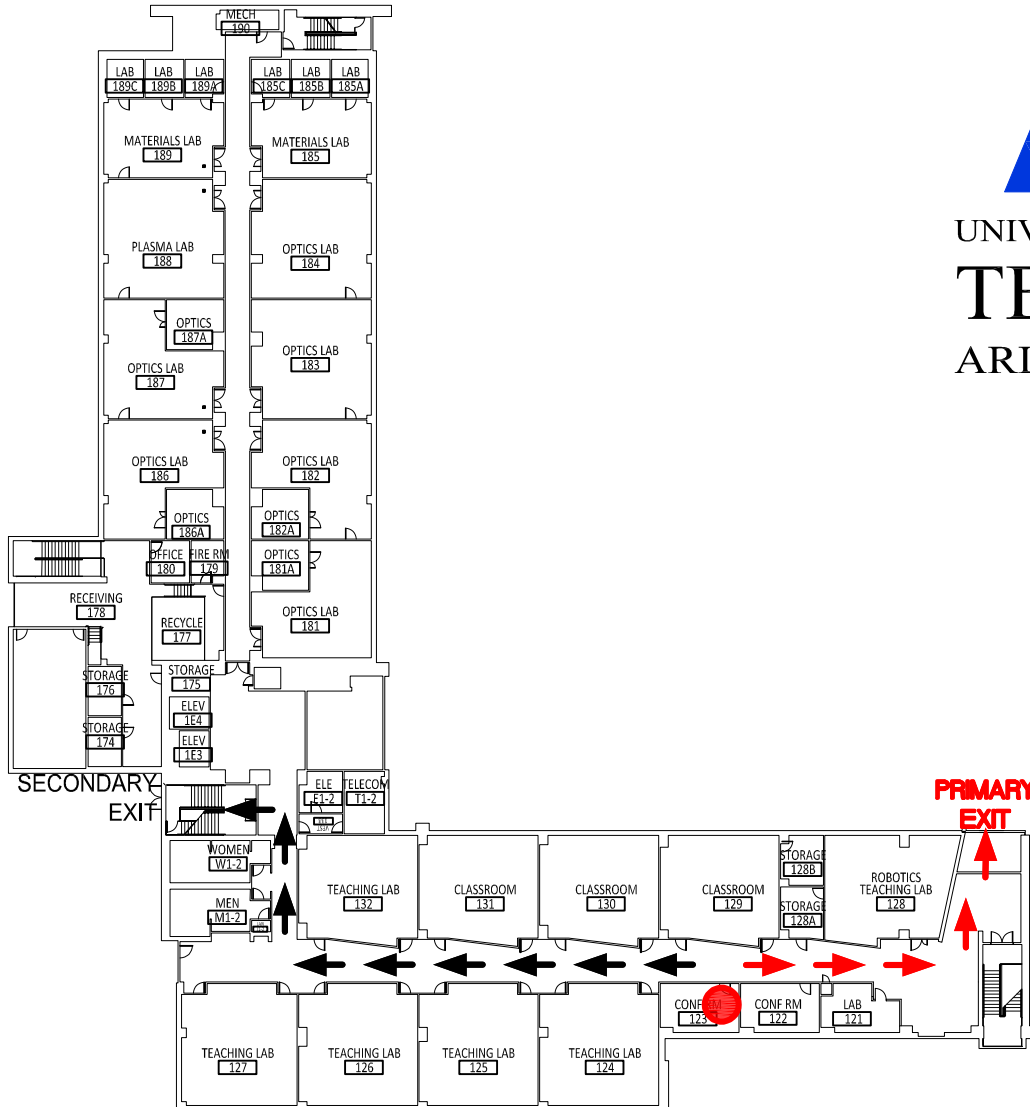 MECH
190
LAB
189C
LAB
189B
LAB
189A
LAB
185C
LAB
185B
LAB
185A
MATERIALS LAB
189
MATERIALS LAB
185
UNIV
TE
ARL
PLASMA LAB
188
OPTICS LAB
184
OPTICS
187A
OPTICS LAB
187
OPTICS LAB
183
OPTICS LAB
186
OPTICS LAB
182
OPTICS
186A
OPTICS
182A
OFFICE
180
FIRE RM
179
OPTICS
181A
RECEIVING
178
RECYCLE
177
OPTICS LAB
181
STORAGE
176
STORAGE
175
ELEV
1E4
STORAGE
174
ELEV
1E3
SECONDARY
EXIT
ELE
E1-2
TELECOM
T1-2
VEST
PRIMARY
EXIT
WOMEN
W1-2
MEN
M1-2
TEACHING LAB
132
CLASSROOM
131
CLASSROOM
130
CLASSROOM
129
STORAGE
128B
STORAGE
128A
ROBOTICS
TEACHING LAB
128
CONF RM
123
CONF RM
122
LAB
121
TEACHING LAB
127
TEACHING LAB
126
TEACHING LAB
125
TEACHING LAB
124